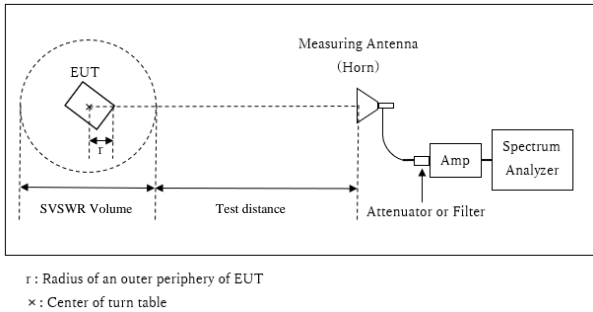 Measuring Antenna
(Horn)
EUT
r
Amp
Spectrum
Analyzer
SVSWR Volume
Test distance
Attenuator or Filter
r : Radius of an outer periphery of EUT
× : Center of turn table